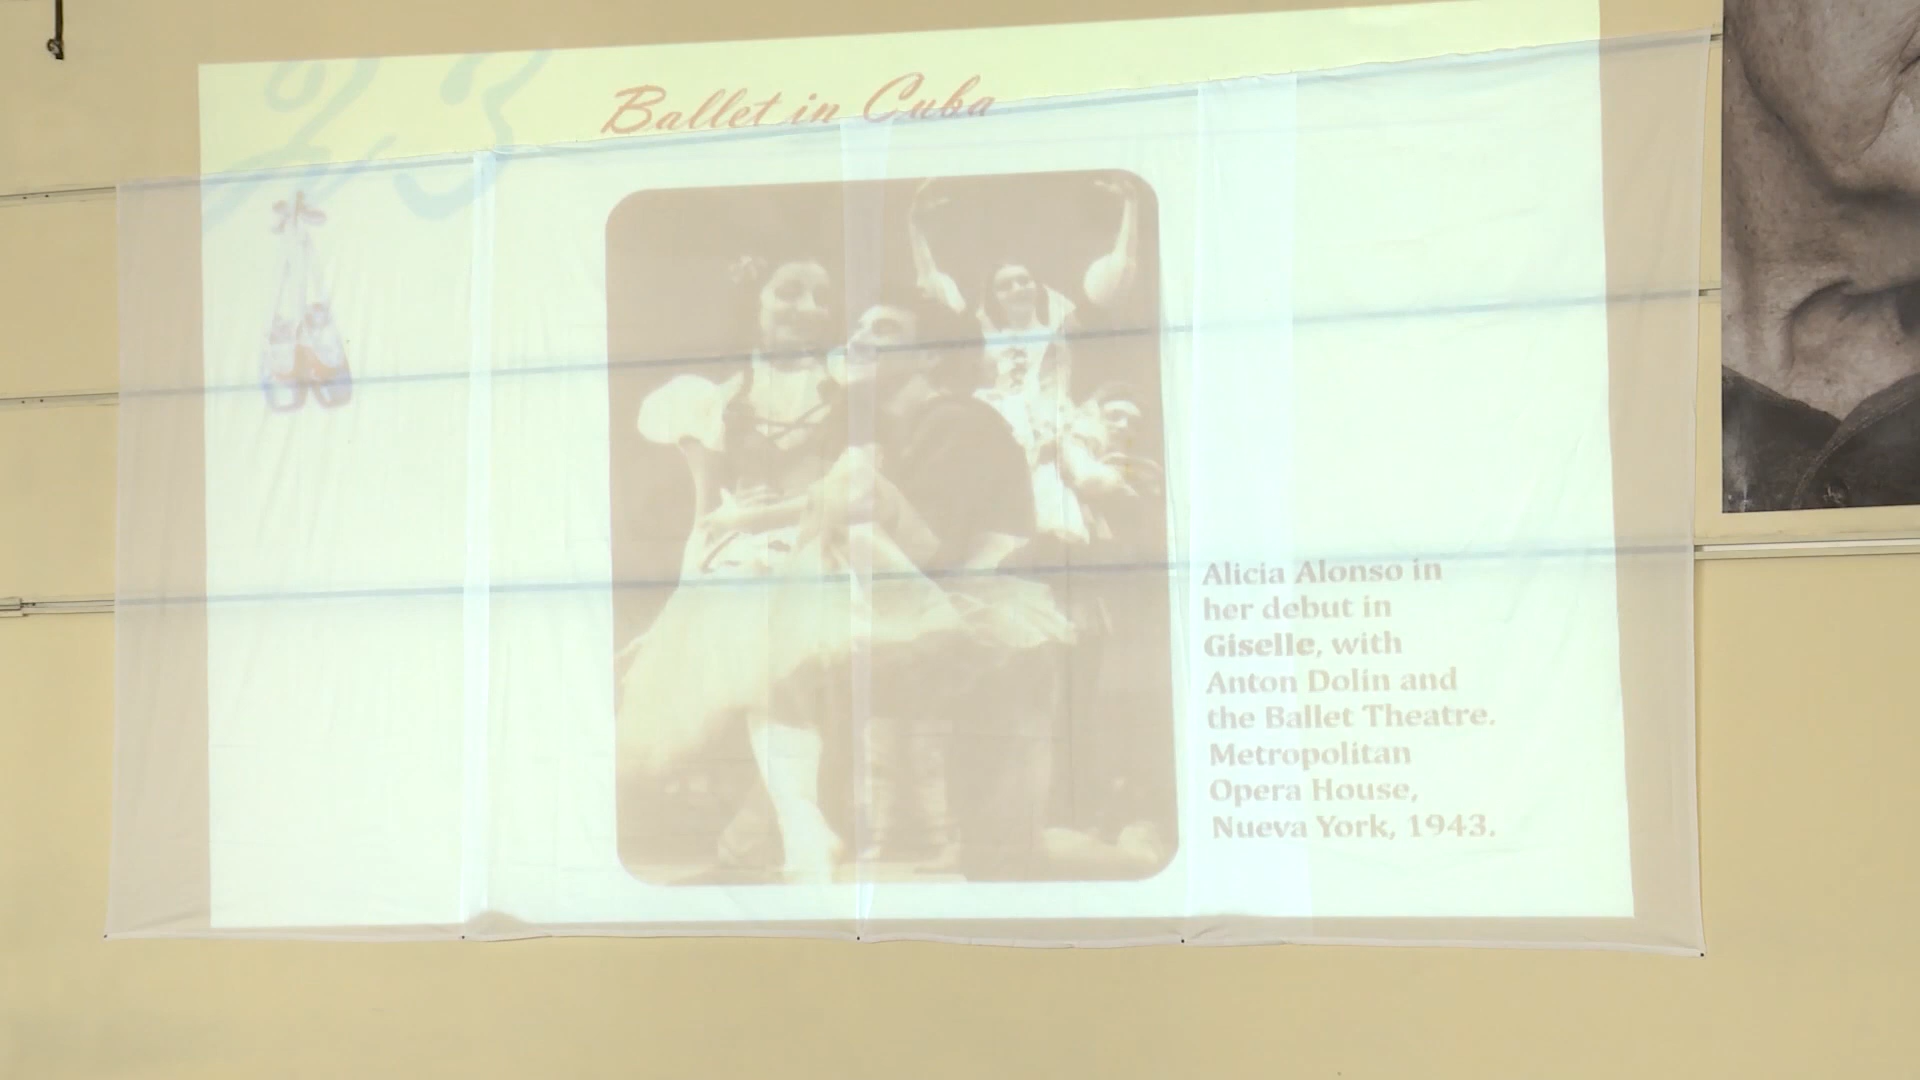 Ballet in Cuba
Alicia Alonso in
her debut in
Giselle, with
Anton Dolin and
the Ballet Theatre.
Metropolitan
Opera House,
Nueva York, 1943.